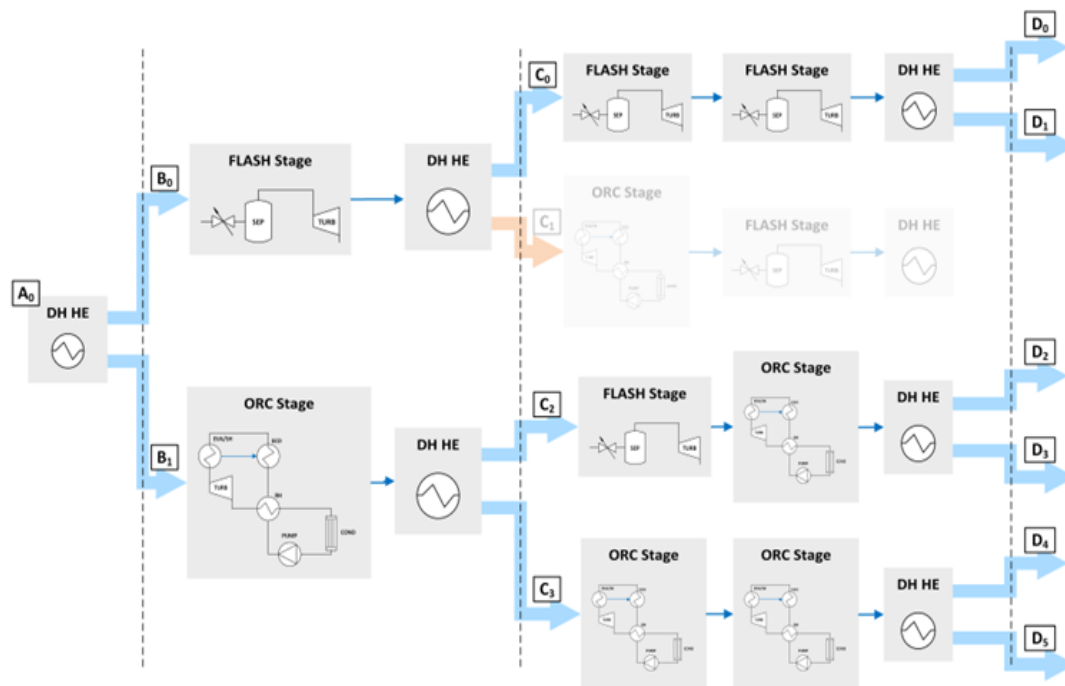 D₀
C₀
FLASH Stage
FLASH Stage
DH HE
SEP
TURB
SEP
TURB
D₁
B₀
FLASH Stage
DH HE
SEP
TURB
C₁
ORC Stage
FLASH Stage
DH HE
SEP
TURB
A₀
DH HE
D₂
C₂
FLASH Stage
ORC Stage
DH HE
SEP
TURB
B₁
ORC Stage
DH HE
EVA/SH
ECO
TURB
RH
PUMP
COND
D₃
D₄
C₃
ORC Stage
ORC Stage
DH HE
D₅